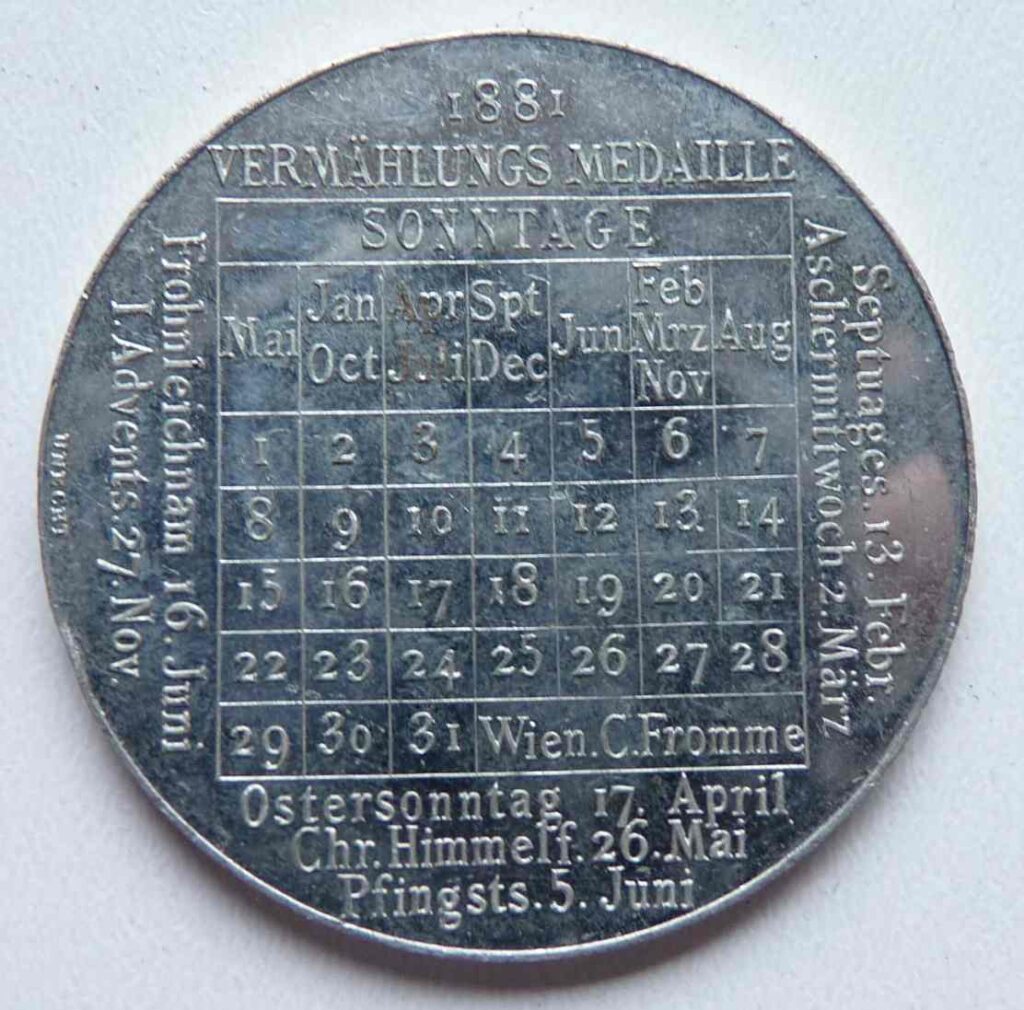 1881
VERMÄHLUNGS MEDAILLE
SONNTAGE
Mai Jan Oct Apr Juli Spt Dec Jun Feb Mrz Nov Aug
1 2 3 4 5 6 7
8 9 10 11 12 13 14
15 16 17 18 19 20 21
22 23 24 25 26 27 28
29 30 31 Wien. C. Fromme
Ostersonntag 17. April
Chr. Himmelf. 26. Mai
Pfingsts. 5. Juni
Septuages. 13. Febr.
Aschermittwoch 2. März
Frohnleichnam 16. Juni
I. Advents. 27. Nov.